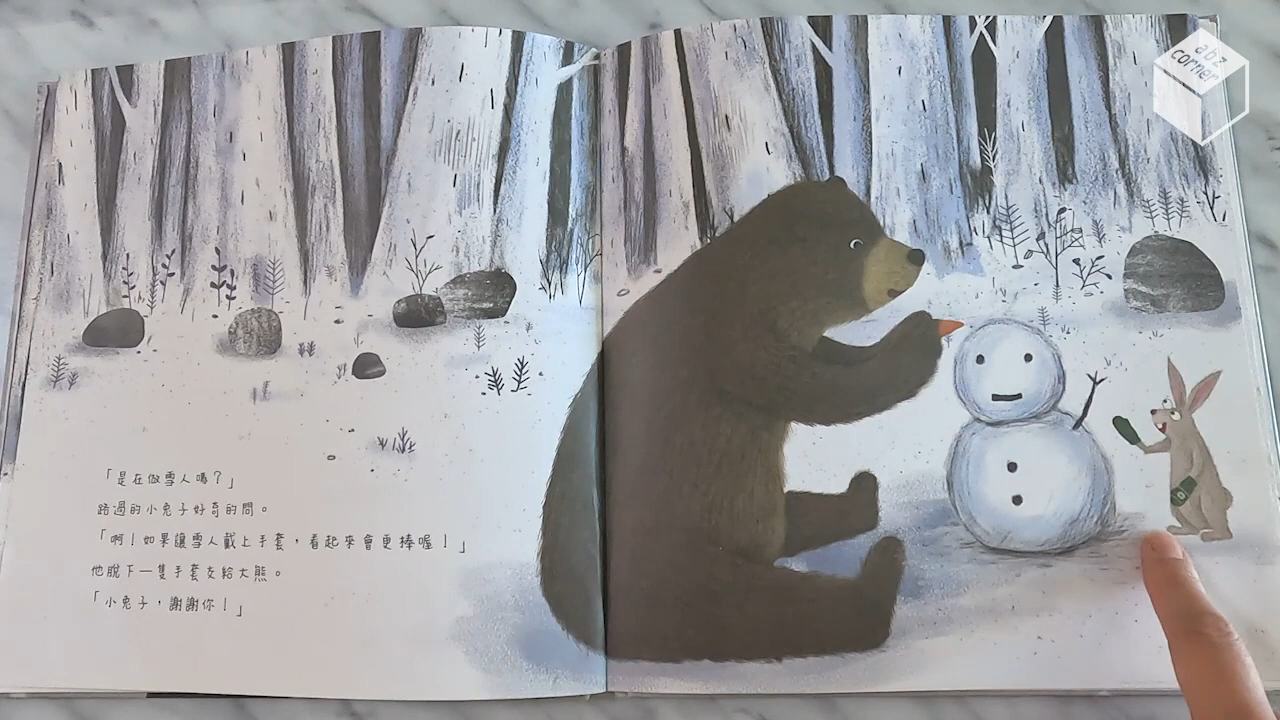 「是在做雪人嗎？」
路過的小兔子好奇的問。
「啊！如果讓雪人戴上手套，看起來會更棒喔！」
他脫下一隻手套交給大熊。
「小兔子，謝謝你！」
abz
corner